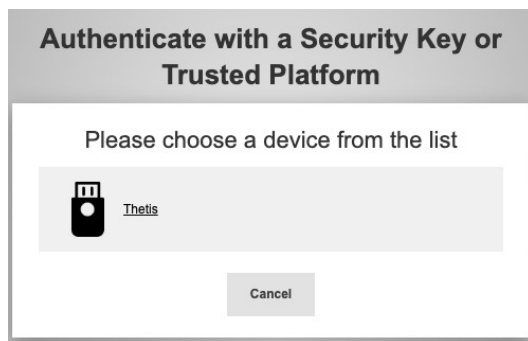 Authenticate with a Security Key or
Trusted Platform
Please choose a device from the list
Thetis
Cancel